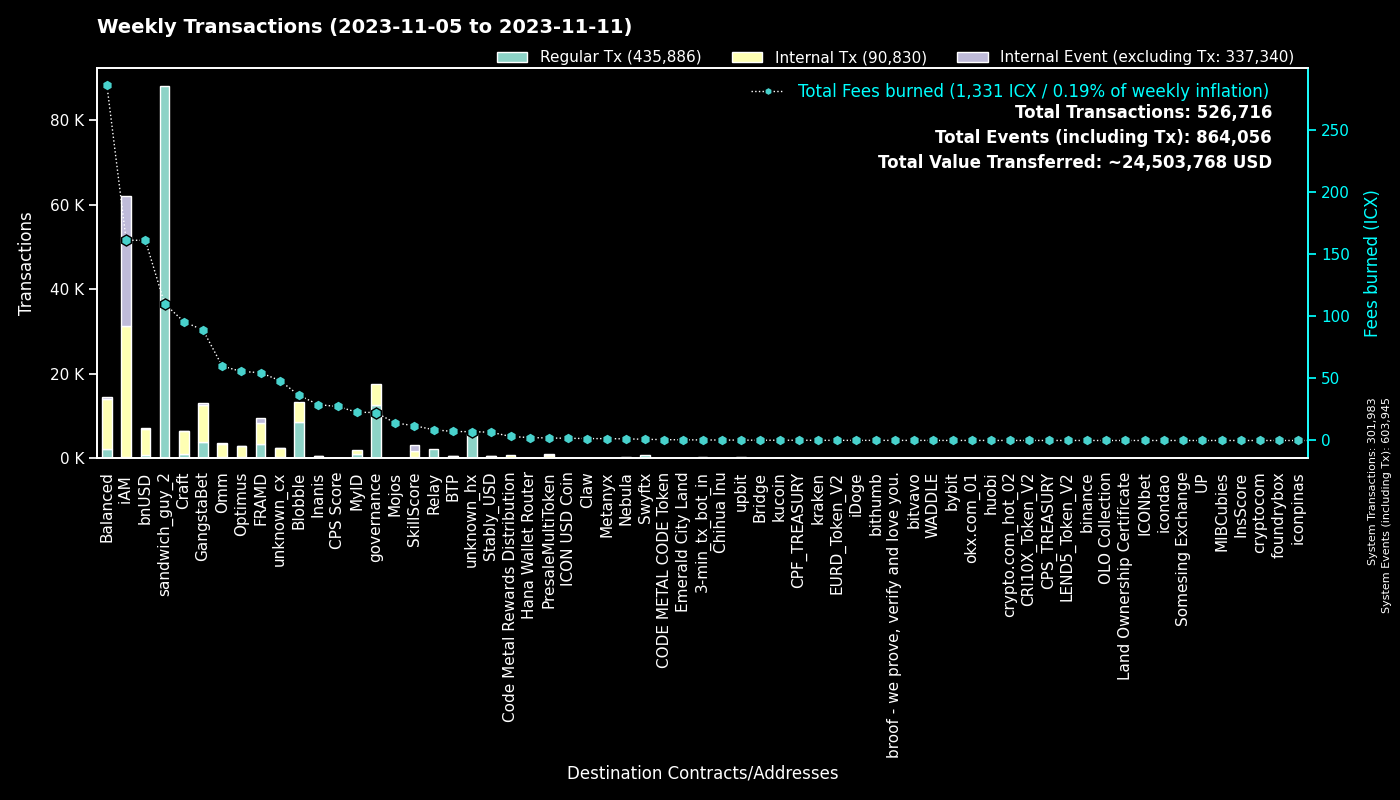 Weekly Transactions (2023-11-05 to 2023-11-11)
Regular Tx (435,886)
Internal Tx (90,830)
Internal Event (excluding Tx: 337,340)
Total Fees burned (1,331 ICX / 0.19% of weekly inflation)
Total Transactions: 526,716
Total Events (including Tx): 864,056
Total Value Transferred: ~24,503,768 USD
Transactions
80 K
60 K
40 K
20 K
0 K
250
200
150
100
50
0
Fees burned (ICX)
System Transactions: 301,983
System Events (including Tx): 603,945
Balanced
iAM
bnUSD
sandwich_guy_2
Craft
GangstaBet
Omm
Optimus
FRAMD
unknown_cx
Blobble
Inanis
CPS Score
MyID
governance
Mojos
SkillScore
Relay
BTP
unknown_hx
Stably_USD
Code Metal Rewards Distribution
Hana Wallet Router
PresaleMultiToken
ICON USD Coin
Claw
Metanyx
Nebula
Swyftx
CODE METAL CODE Token
Emerald City Land
3-min_tx_bot_in
Chihua Inu
upbit
Bridge
kucoin
CPF_TREASURY
kraken
EURD_Token_V2
iDoge
bithumb
broof - we prove, verify and love you.
bitvavo
WADDLE
bybit
okx.com_01
huobi
crypto.com_hot_02
CRI10X_Token_V2
CPS_TREASURY
LENDS_Token_V2
binance
OLO Collection
Land Ownership Certificate
ICONbet
icondao
Somesing Exchange
UP
MIBCubies
InsScore
cryptocom
foundrybox
iconpinas
Destination Contracts/Addresses